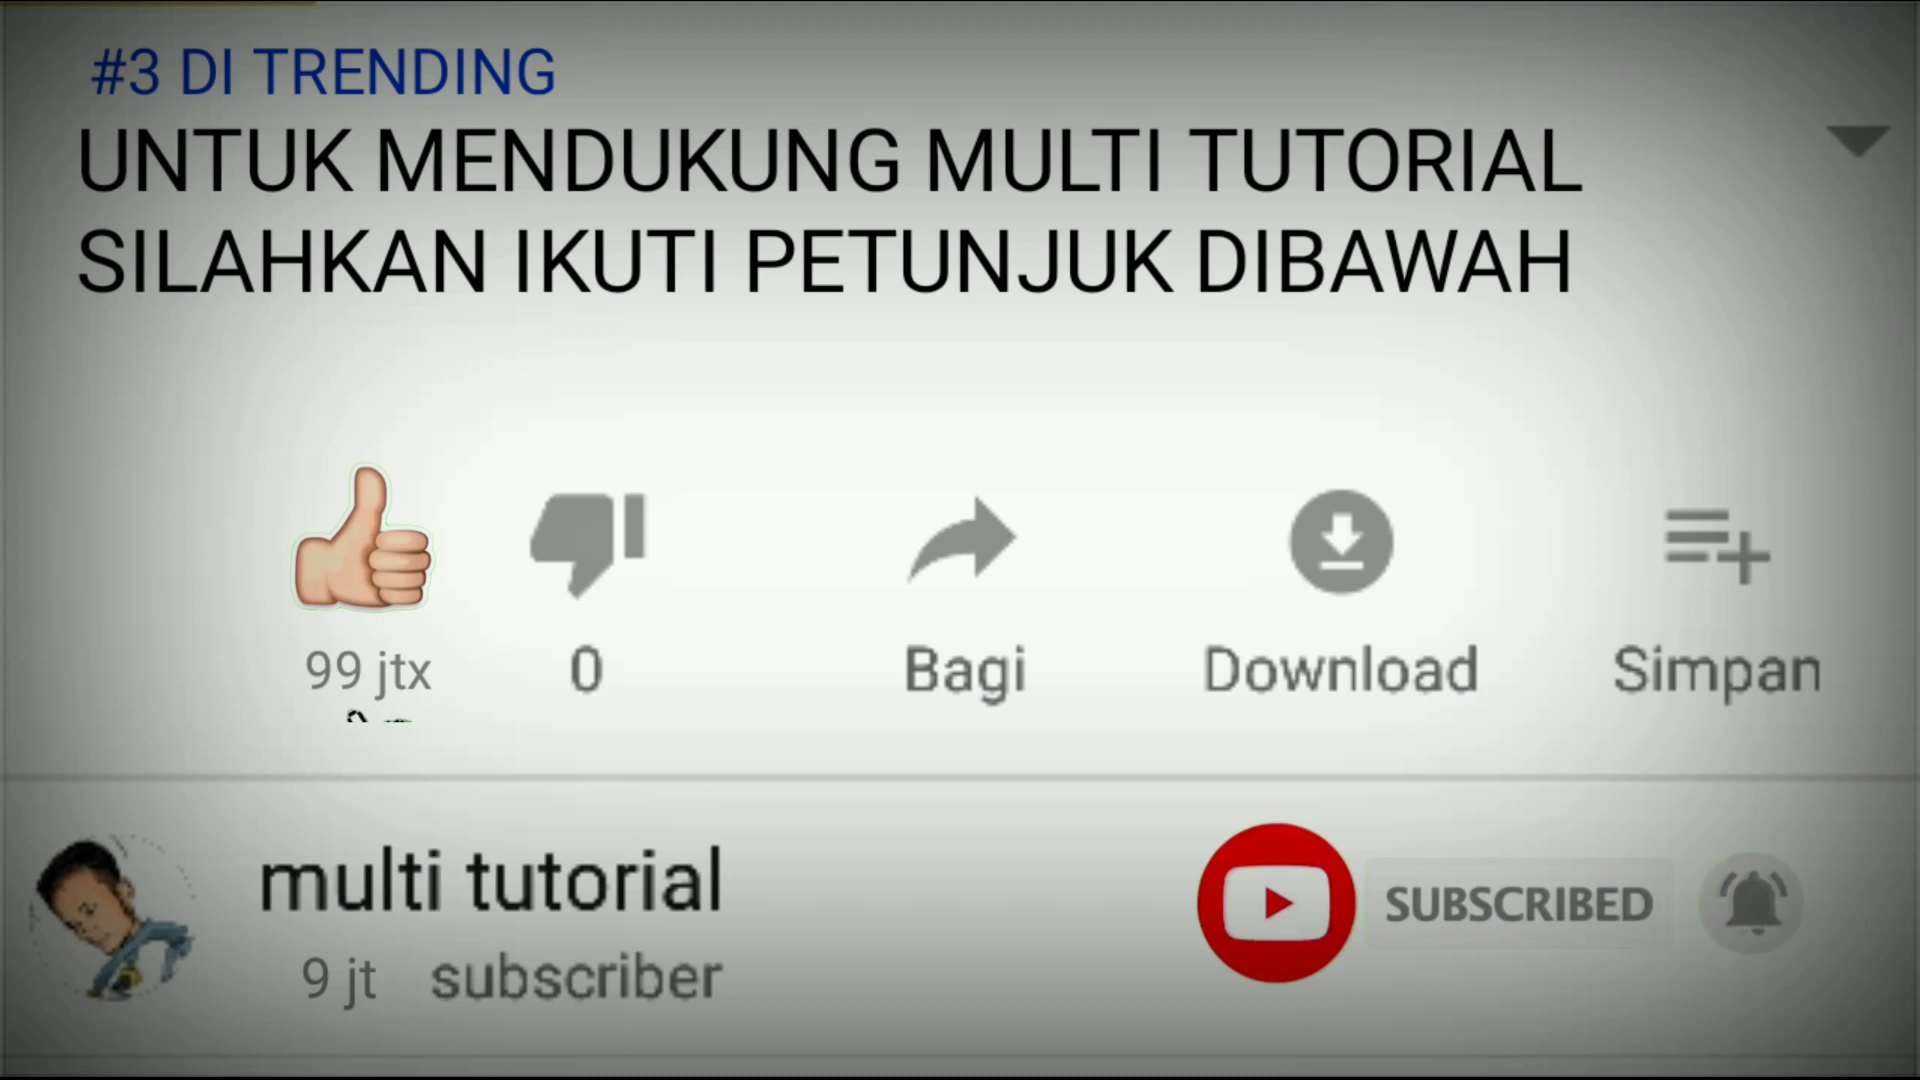 #3 DI TRENDING
UNTUK MENDUKUNG MULTI TUTORIAL
SILAHKAN IKUTI PETUNJUK DIBAWAH
99 jtx
0
Bagi
Download
Simpan
multi tutorial
SUBSCRIBED
9 jt subscriber